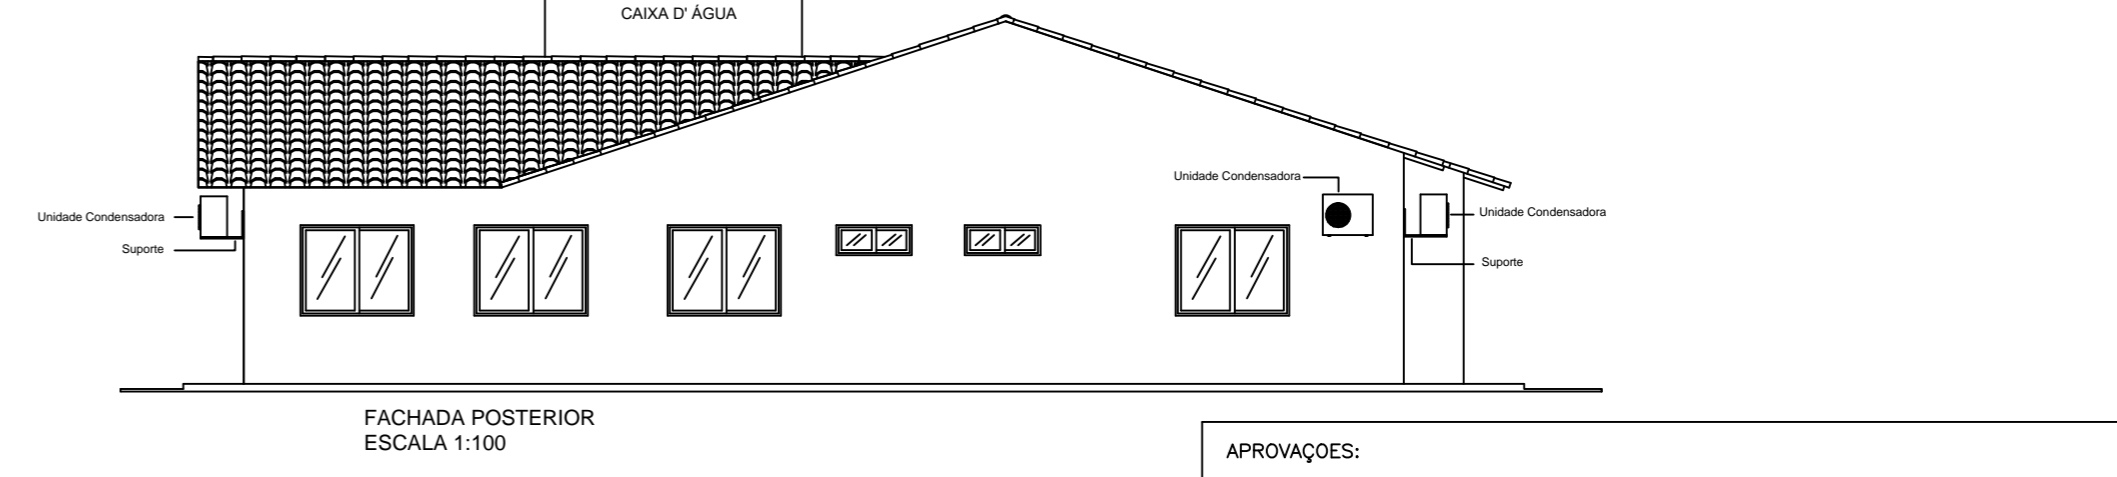 CAIXA D' ÁGUA
Unidade Condensadora
Unidade Condensadora
Unidade Condensadora
Suporte
Suporte
FACHADA POSTERIOR
ESCALA 1:100
APROVAÇOES: